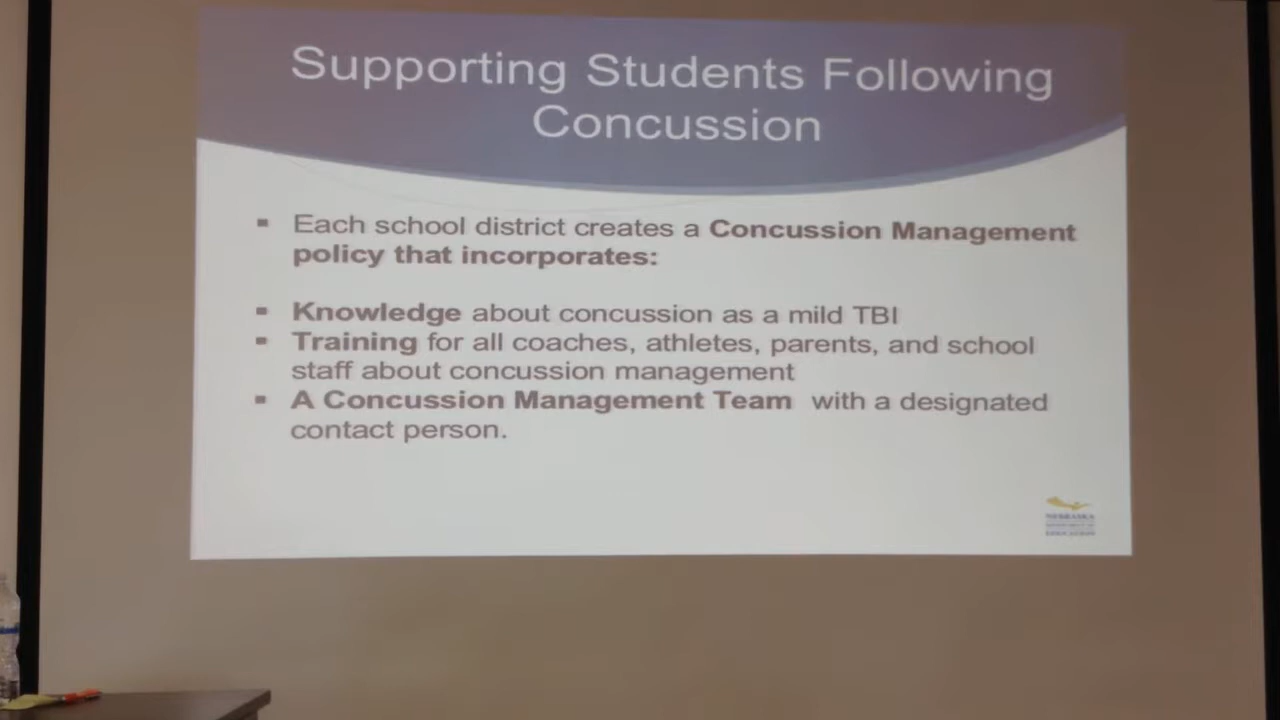 Supporting Students Following
Concussion
▪ Each school district creates a Concussion Management
policy that incorporates:
▪ Knowledge about concussion as a mild TBI
▪ Training for all coaches, athletes, parents, and school
staff about concussion management
▪ A Concussion Management Team with a designated
contact person.
NEBRASKA
EDUCATION